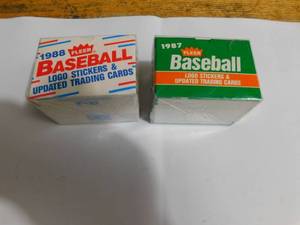 1988 FLEER
BASEBALL
LOGO STICKERS &
UPDATED TRADING CARDS
1987
FLEER
Baseball
LOGO STICKERS &
UPDATED TRADING CARDS